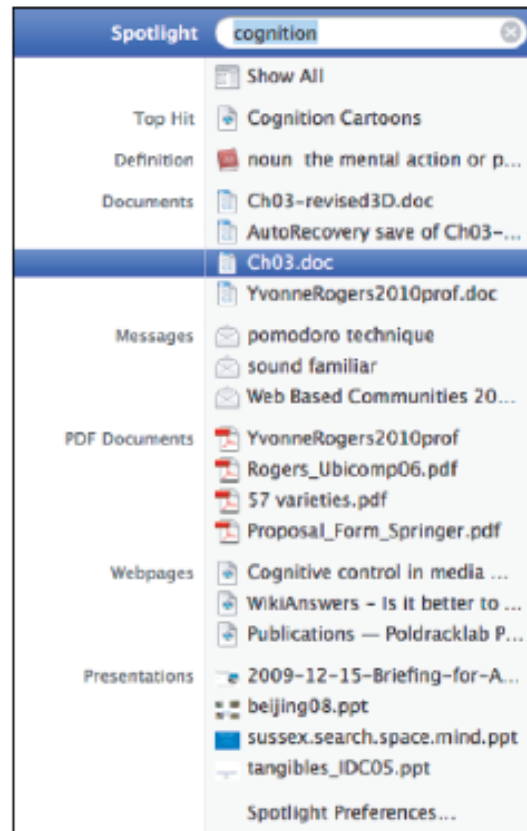 Spotlight cognition
Show All
Top Hit Cognition Cartoons
Definition noun the mental action or p...
Documents Ch03-revised3D.doc
AutoRecovery save of Ch03-...
Ch03.doc
YvonneRogers2010prof.doc
Messages pomodoro technique
sound familiar
Web Based Communities 20...
PDF Documents YvonneRogers2010prof
Rogers_Ubicomp06.pdf
57 varieties.pdf
Proposal_Form_Springer.pdf
Webpages Cognitive control in media ...
WikiAnswers - Is it better to ...
Publications — Poldracklab P...
Presentations 2009-12-15-Briefing-for-A...
beijing08.ppt
sussex.search.space.mind.ppt
tangibles_IDC05.ppt
Spotlight Preferences...